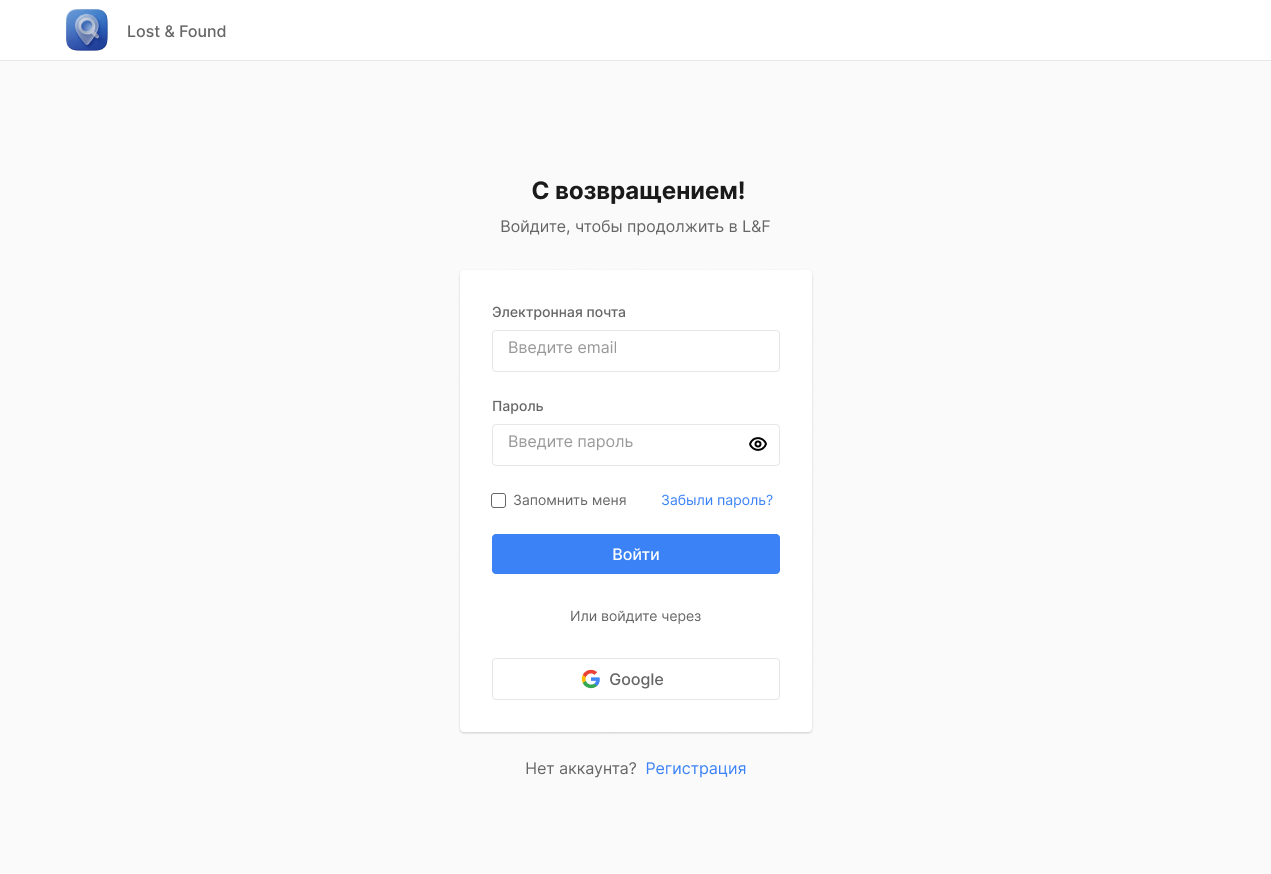 Lost & Found
С возвращением!
Войдите, чтобы продолжить в L&F
Электронная почта
Введите email
Пароль
Введите пароль
Запомнить меня Забыли пароль?
Войти
Или войдите через
Google
Нет аккаунта? Регистрация